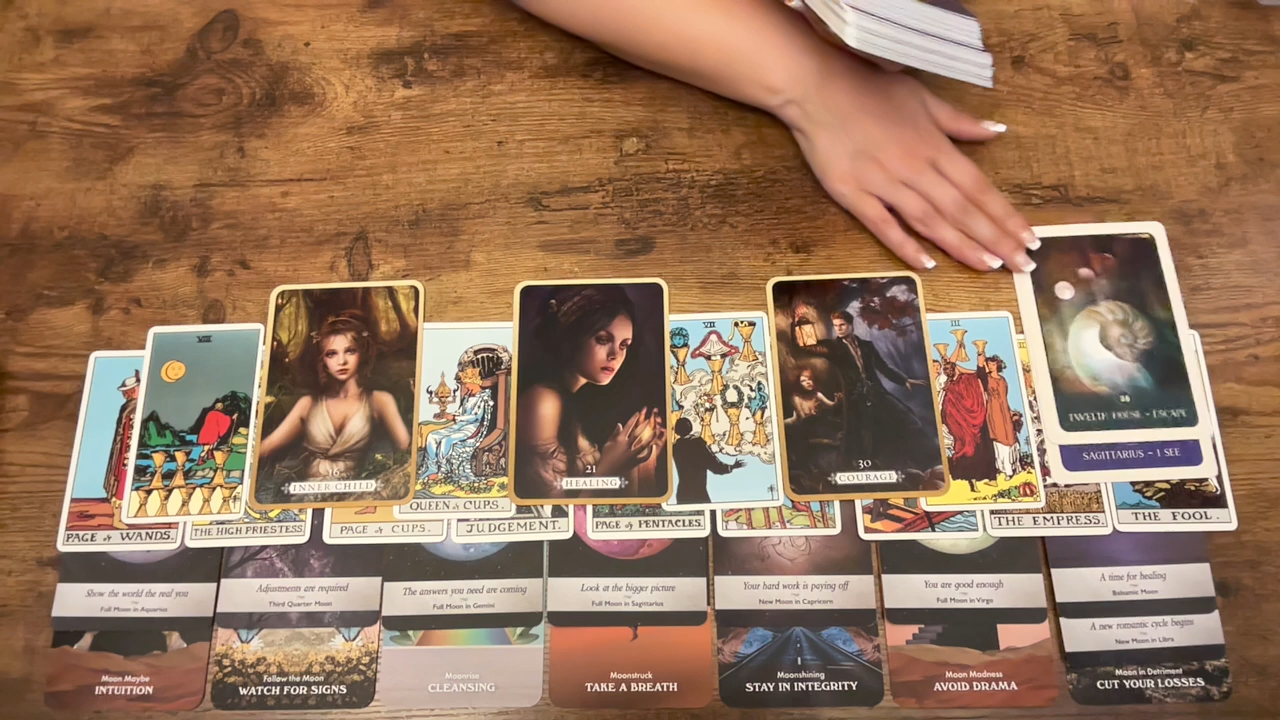 VIII
VII
III
36
TWELFTH HOUSE - ESCAPE
SAGITTARIUS - I SEE
16
INNER CHILD
21
HEALING
30
COURAGE
PAGE of WANDS.
THE HIGH PRIESTESS
PAGE of CUPS.
QUEEN of CUPS.
JUDGEMENT.
PAGE of PENTACLES.
THE EMPRESS.
THE FOOL.
Show the world the real you
Full Moon in Aquarius
Adjustments are required
Third Quarter Moon
The answers you need are coming
Full Moon in Gemini
Look at the bigger picture
Full Moon in Sagittarius
Your hard work is paying off
New Moon in Capricorn
You are good enough
Full Moon in Virgo
A time for healing
Balsamic Moon
A new romantic cycle begins
New Moon in Libra
Moon Maybe
INTUITION
Follow the Moon
WATCH FOR SIGNS
Moonrise
CLEANSING
Moonstruck
TAKE A BREATH
Moonshining
STAY IN INTEGRITY
Moon Madness
AVOID DRAMA
Moon in Detriment
CUT YOUR LOSSES